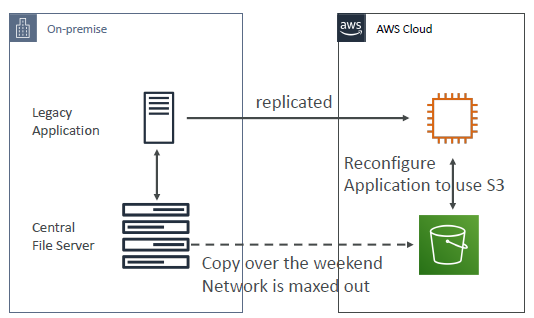 On-premise
aws
AWS Cloud
Legacy
Application
replicated
Reconfigure
Application to use S3
Central
File Server
Copy over the weekend
Network is maxed out